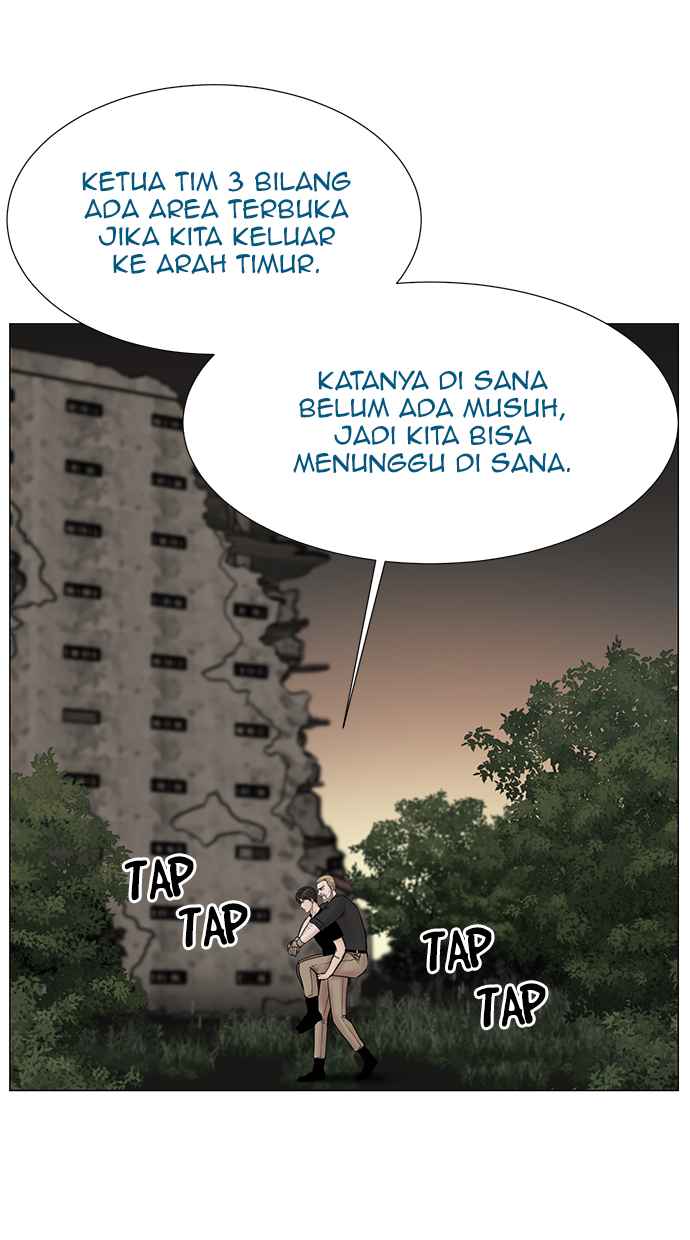 KETUA TIM 3 BILANG
ADA AREA TERBUKA
JIKA KITA KELUAR
KE ARAH TIMUR.
KATANYA DI SANA
BELUM ADA MUSUH,
JADI KITA BISA
MENUNGGU DI SANA.
TAP
TAP
TAP
TAP